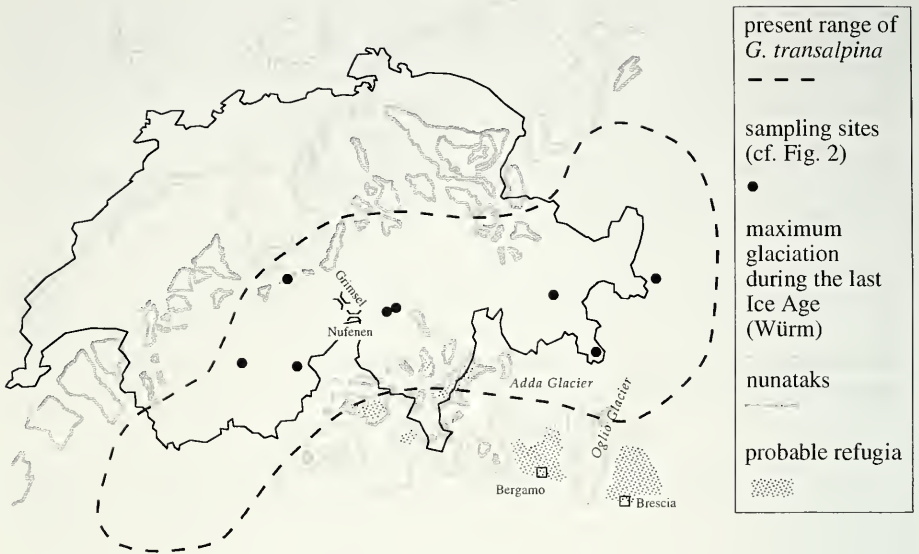 Grimsel
Nufenen
Adda Glacier
Oglio Glacier
Bergamo
Brescia
present range of
G. transalpina
sampling sites
(cf. Fig. 2)
maximum
glaciation
during the last
Ice Age
(Würm)
nunataks
probable refugia